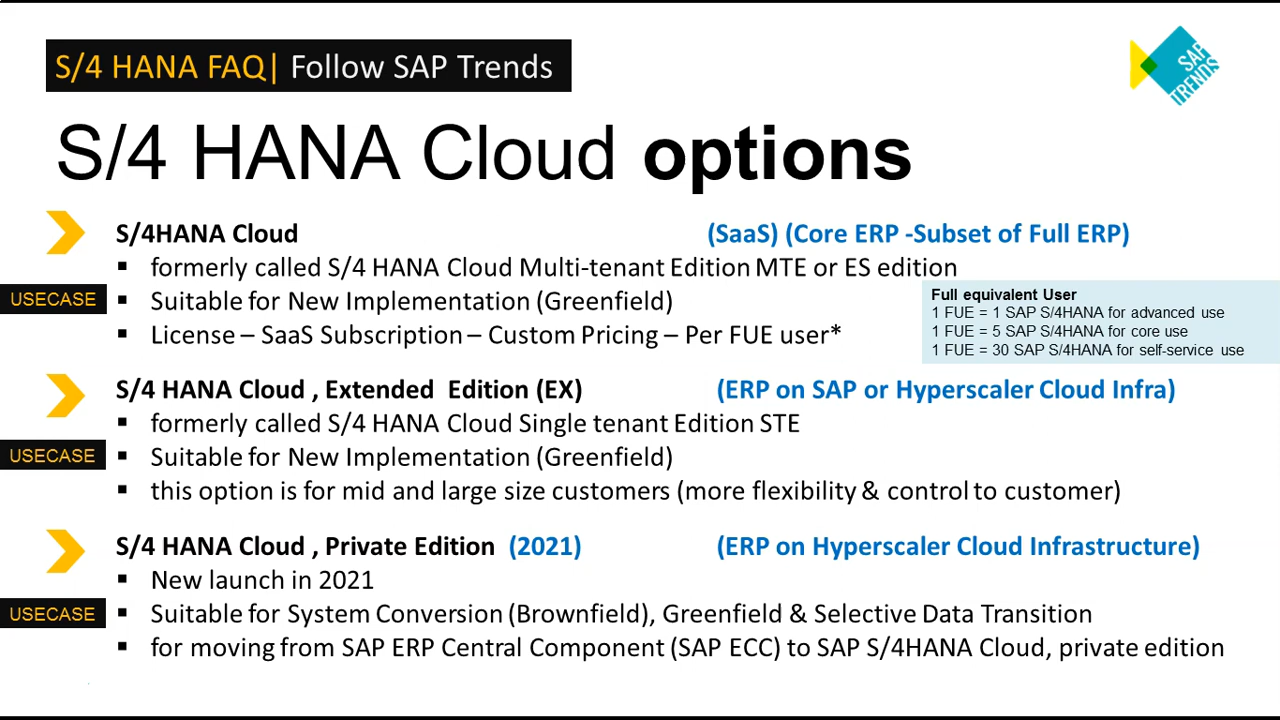 S/4 HANA FAQ| Follow SAP Trends
SAP
TRENDS
S/4 HANA Cloud options
S/4HANA Cloud (SaaS) (Core ERP -Subset of Full ERP)
▪ formerly called S/4 HANA Cloud Multi-tenant Edition MTE or ES edition
USECASE ▪ Suitable for New Implementation (Greenfield)
▪ License – SaaS Subscription – Custom Pricing – Per FUE user*
Full equivalent User
1 FUE = 1 SAP S/4HANA for advanced use
1 FUE = 5 SAP S/4HANA for core use
1 FUE = 30 SAP S/4HANA for self-service use
S/4 HANA Cloud , Extended Edition (EX) (ERP on SAP or Hyperscaler Cloud Infra)
▪ formerly called S/4 HANA Cloud Single tenant Edition STE
USECASE ▪ Suitable for New Implementation (Greenfield)
▪ this option is for mid and large size customers (more flexibility & control to customer)
S/4 HANA Cloud , Private Edition (2021) (ERP on Hyperscaler Cloud Infrastructure)
▪ New launch in 2021
USECASE ▪ Suitable for System Conversion (Brownfield), Greenfield & Selective Data Transition
▪ for moving from SAP ERP Central Component (SAP ECC) to SAP S/4HANA Cloud, private edition